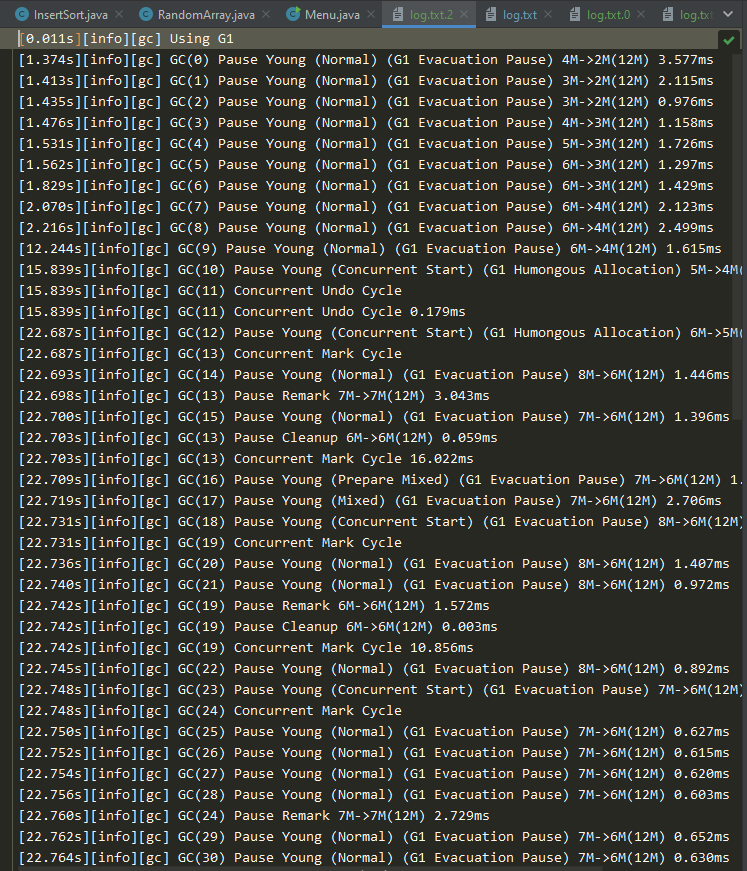 InsertSort.java RandomArray.java Menu.java log.txt.2 log.txt log.txt.0 log.txt
[0.011s][info][gc] Using G1
[1.374s][info][gc] GC(0) Pause Young (Normal) (G1 Evacuation Pause) 4M->2M(12M) 3.577ms
[1.413s][info][gc] GC(1) Pause Young (Normal) (G1 Evacuation Pause) 3M->2M(12M) 2.115ms
[1.435s][info][gc] GC(2) Pause Young (Normal) (G1 Evacuation Pause) 3M->2M(12M) 0.976ms
[1.476s][info][gc] GC(3) Pause Young (Normal) (G1 Evacuation Pause) 4M->3M(12M) 1.158ms
[1.531s][info][gc] GC(4) Pause Young (Normal) (G1 Evacuation Pause) 5M->3M(12M) 1.726ms
[1.562s][info][gc] GC(5) Pause Young (Normal) (G1 Evacuation Pause) 6M->3M(12M) 1.297ms
[1.829s][info][gc] GC(6) Pause Young (Normal) (G1 Evacuation Pause) 6M->3M(12M) 1.429ms
[2.070s][info][gc] GC(7) Pause Young (Normal) (G1 Evacuation Pause) 6M->4M(12M) 2.123ms
[2.216s][info][gc] GC(8) Pause Young (Normal) (G1 Evacuation Pause) 6M->4M(12M) 2.499ms
[12.244s][info][gc] GC(9) Pause Young (Normal) (G1 Evacuation Pause) 6M->4M(12M) 1.615ms
[15.839s][info][gc] GC(10) Pause Young (Concurrent Start) (G1 Humongous Allocation) 5M->4M(
[15.839s][info][gc] GC(11) Concurrent Undo Cycle
[15.839s][info][gc] GC(11) Concurrent Undo Cycle 0.179ms
[22.687s][info][gc] GC(12) Pause Young (Concurrent Start) (G1 Humongous Allocation) 6M->5M(
[22.687s][info][gc] GC(13) Concurrent Mark Cycle
[22.693s][info][gc] GC(14) Pause Young (Normal) (G1 Evacuation Pause) 8M->6M(12M) 1.446ms
[22.698s][info][gc] GC(13) Pause Remark 7M->7M(12M) 3.043ms
[22.700s][info][gc] GC(15) Pause Young (Normal) (G1 Evacuation Pause) 7M->6M(12M) 1.396ms
[22.703s][info][gc] GC(13) Pause Cleanup 6M->6M(12M) 0.059ms
[22.703s][info][gc] GC(13) Concurrent Mark Cycle 16.022ms
[22.709s][info][gc] GC(16) Pause Young (Prepare Mixed) (G1 Evacuation Pause) 7M->6M(12M) 1.
[22.719s][info][gc] GC(17) Pause Young (Mixed) (G1 Evacuation Pause) 7M->6M(12M) 2.706ms
[22.731s][info][gc] GC(18) Pause Young (Concurrent Start) (G1 Evacuation Pause) 8M->6M(12M)
[22.731s][info][gc] GC(19) Concurrent Mark Cycle
[22.736s][info][gc] GC(20) Pause Young (Normal) (G1 Evacuation Pause) 8M->6M(12M) 1.407ms
[22.740s][info][gc] GC(21) Pause Young (Normal) (G1 Evacuation Pause) 8M->6M(12M) 0.972ms
[22.742s][info][gc] GC(19) Pause Remark 6M->6M(12M) 1.572ms
[22.742s][info][gc] GC(19) Pause Cleanup 6M->6M(12M) 0.003ms
[22.742s][info][gc] GC(19) Concurrent Mark Cycle 10.856ms
[22.745s][info][gc] GC(22) Pause Young (Normal) (G1 Evacuation Pause) 8M->6M(12M) 0.892ms
[22.748s][info][gc] GC(23) Pause Young (Concurrent Start) (G1 Evacuation Pause) 7M->6M(12M)
[22.748s][info][gc] GC(24) Concurrent Mark Cycle
[22.750s][info][gc] GC(25) Pause Young (Normal) (G1 Evacuation Pause) 7M->6M(12M) 0.627ms
[22.752s][info][gc] GC(26) Pause Young (Normal) (G1 Evacuation Pause) 7M->6M(12M) 0.615ms
[22.754s][info][gc] GC(27) Pause Young (Normal) (G1 Evacuation Pause) 7M->6M(12M) 0.620ms
[22.756s][info][gc] GC(28) Pause Young (Normal) (G1 Evacuation Pause) 7M->6M(12M) 0.603ms
[22.760s][info][gc] GC(24) Pause Remark 7M->7M(12M) 2.729ms
[22.762s][info][gc] GC(29) Pause Young (Normal) (G1 Evacuation Pause) 7M->6M(12M) 0.652ms
[22.764s][info][gc] GC(30) Pause Young (Normal) (G1 Evacuation Pause) 7M->6M(12M) 0.630ms